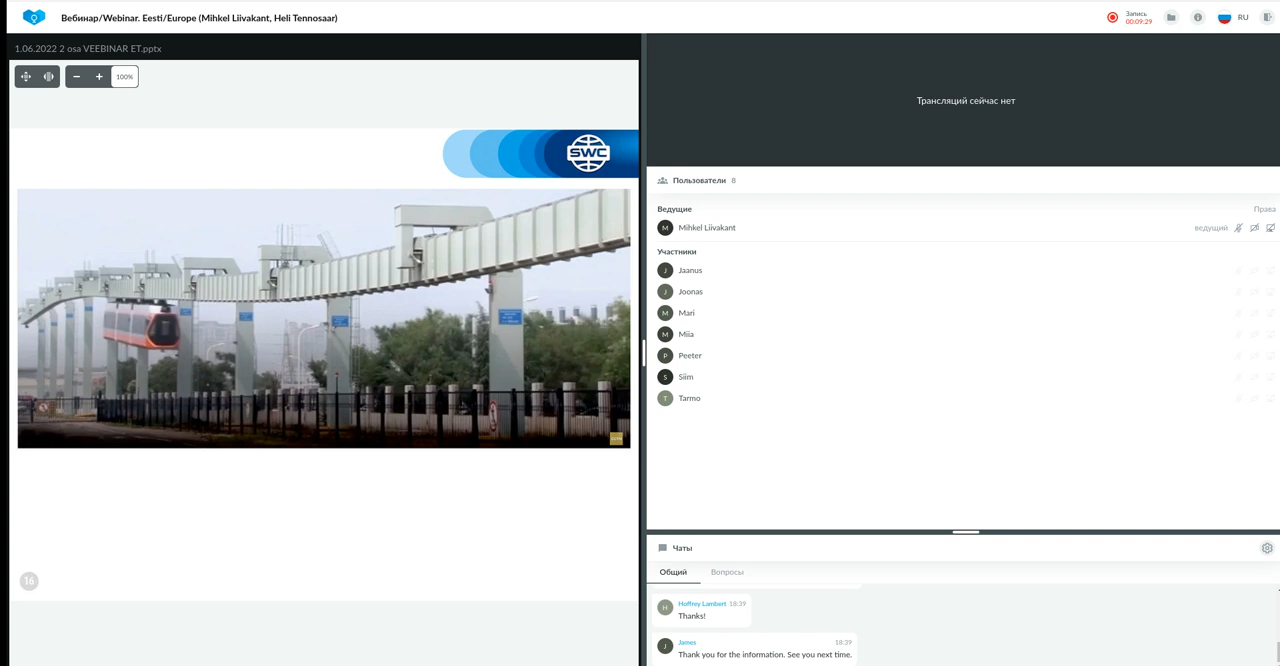 Вебинар/Webinar. Eesti/Europe (Mihkel Liivakant, Heli Tennosaar)
Запись
00:09:29
RU
1.06.2022 2 osa VEEBINAR ET.pptx
100%
SWC
16
Трансляций сейчас нет
Пользователи 8
Ведущие
Права
M Mihkel Liivakant
ведущий
Участники
J Jaanus
J Joonas
M Mari
M Miia
P Peeter
S Siim
T Tarmo
Чаты
Общий
Вопросы
H Hoffrey Lambert 18:39
Thanks!
J James 18:39
Thank you for the information. See you next time.